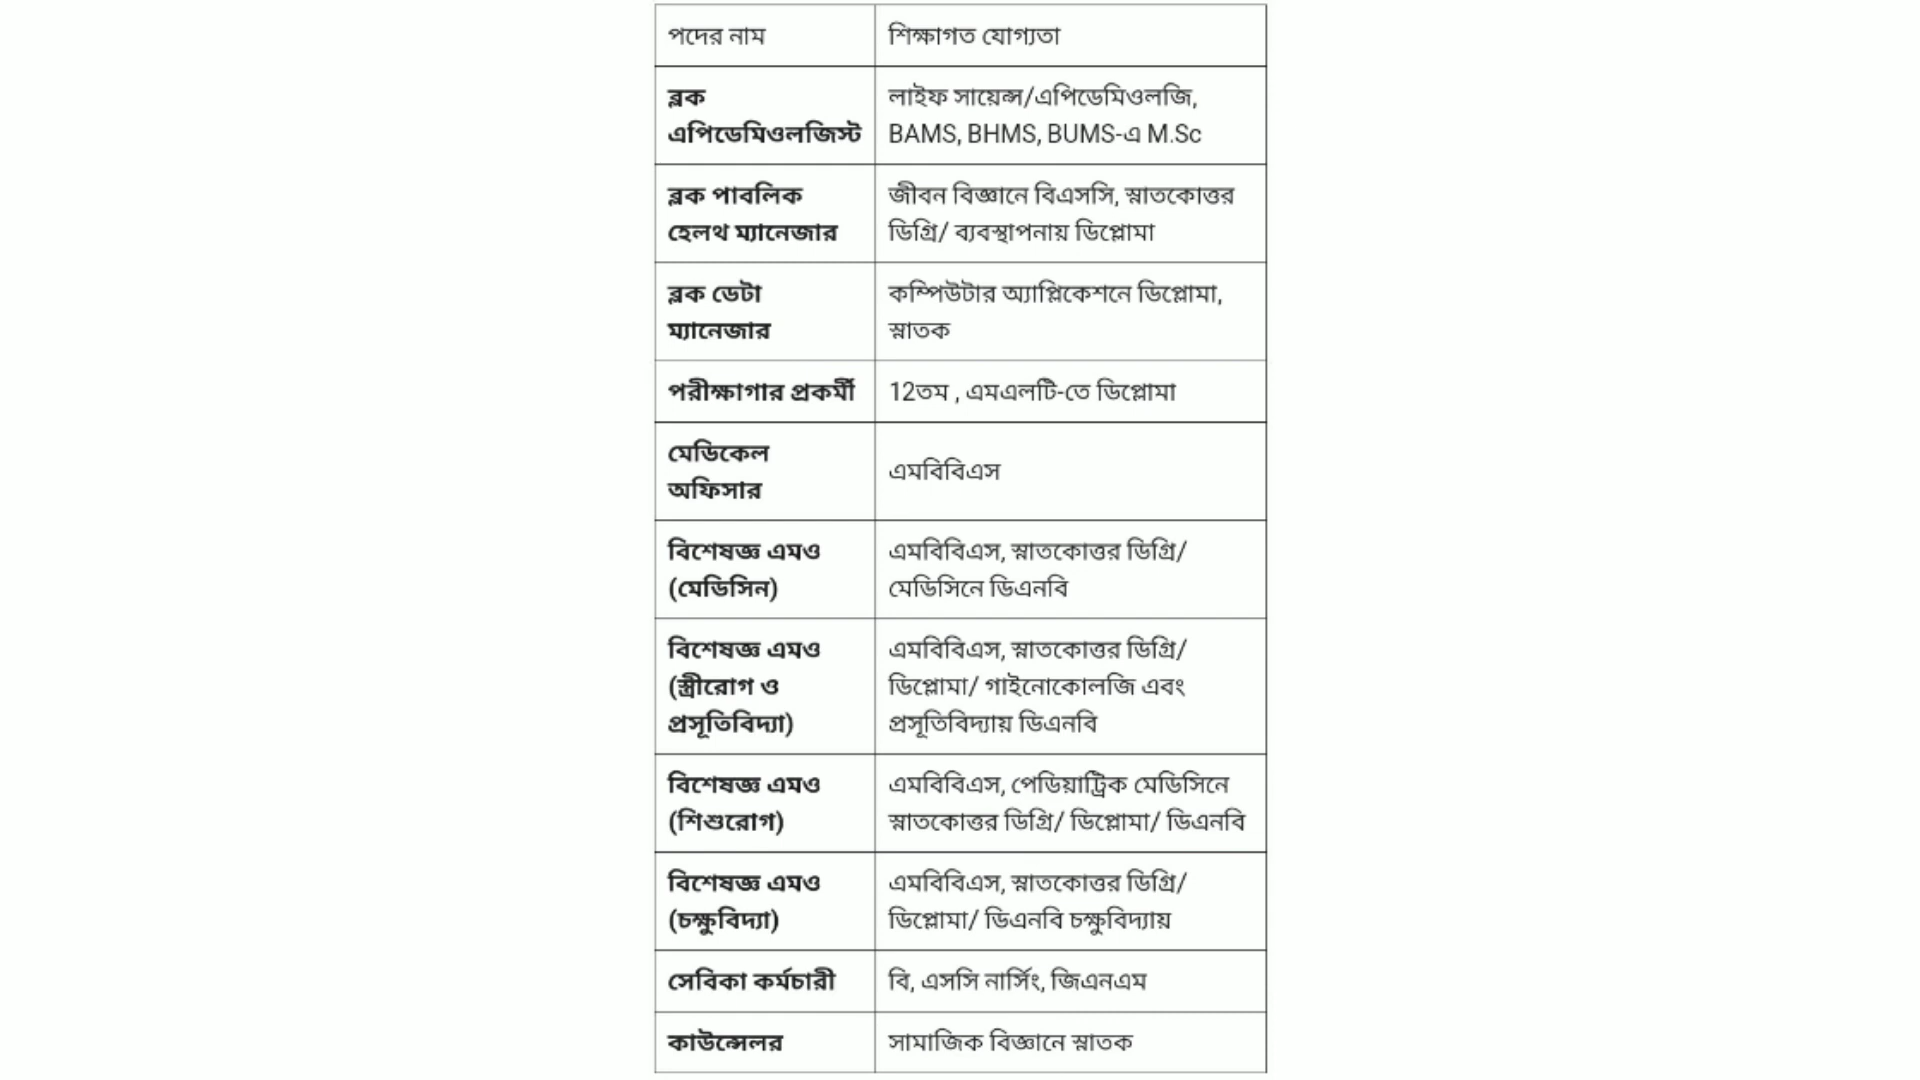 পদের নাম
শিক্ষাগত যোগ্যতা
ব্লক
এপিডেমিওলজিস্ট
লাইফ সায়েন্স/এপিডেমিওলজি,
BAMS, BHMS, BUMS-এ M.Sc
ব্লক পাবলিক
হেলথ ম্যানেজার
জীবন বিজ্ঞানে বিএসসি, স্নাতকোত্তর
ডিগ্রি/ ব্যবস্থাপনায় ডিপ্লোমা
ব্লক ডেটা
ম্যানেজার
কম্পিউটার অ্যাপ্লিকেশনে ডিপ্লোমা,
স্নাতক
পরীক্ষাগার প্রকর্মী
12তম , এমএলটি-তে ডিপ্লোমা
মেডিকেল
অফিসার
এমবিবিএস
বিশেষজ্ঞ এমও
(মেডিসিন)
এমবিবিএস, স্নাতকোত্তর ডিগ্রি/
মেডিসিনে ডিএনবি
বিশেষজ্ঞ এমও
(স্ত্রীরোগ ও
প্রসূতিবিদ্যা)
এমবিবিএস, স্নাতকোত্তর ডিগ্রি/
ডিপ্লোমা/ গাইনোকোলজি এবং
প্রসূতিবিদ্যায় ডিএনবি
বিশেষজ্ঞ এমও
(শিশুরোগ)
এমবিবিএস, পেডিয়াট্রিক মেডিসিনে
স্নাতকোত্তর ডিগ্রি/ ডিপ্লোমা/ ডিএনবি
বিশেষজ্ঞ এমও
(চক্ষুবিদ্যা)
এমবিবিএস, স্নাতকোত্তর ডিগ্রি/
ডিপ্লোমা/ ডিএনবি চক্ষুবিদ্যায়
সেবিকা কর্মচারী
বি, এসসি নার্সিং, জিএনএম
কাউন্সেলর
সামাজিক বিজ্ঞানে স্নাতক